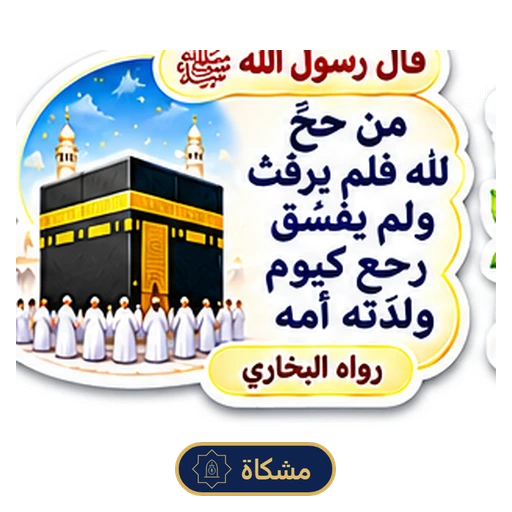 قال رسول الله ﷺ
من ححَّ
لله فلم يرفث
ولم يفسُق
رحع كيوم
ولدَته أمه
رواه البخاري
مشكاة